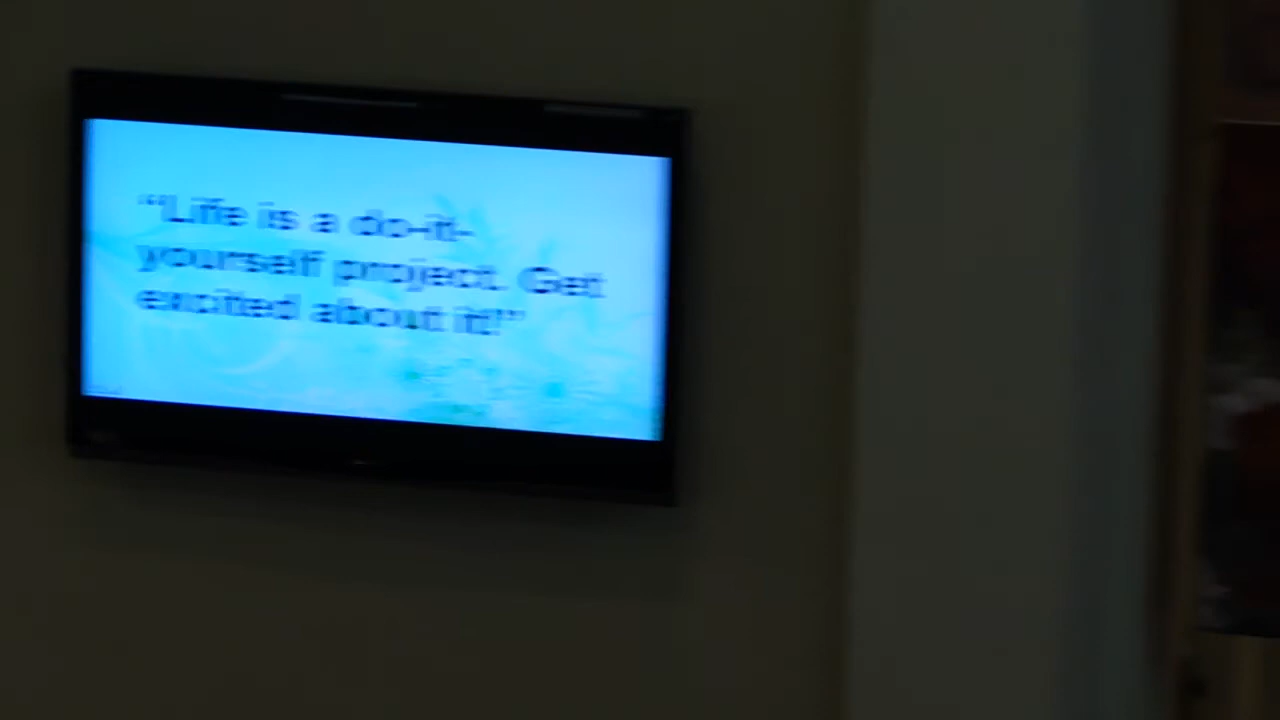 “Life is a do-it-
yourself project. Get
excited about it!”